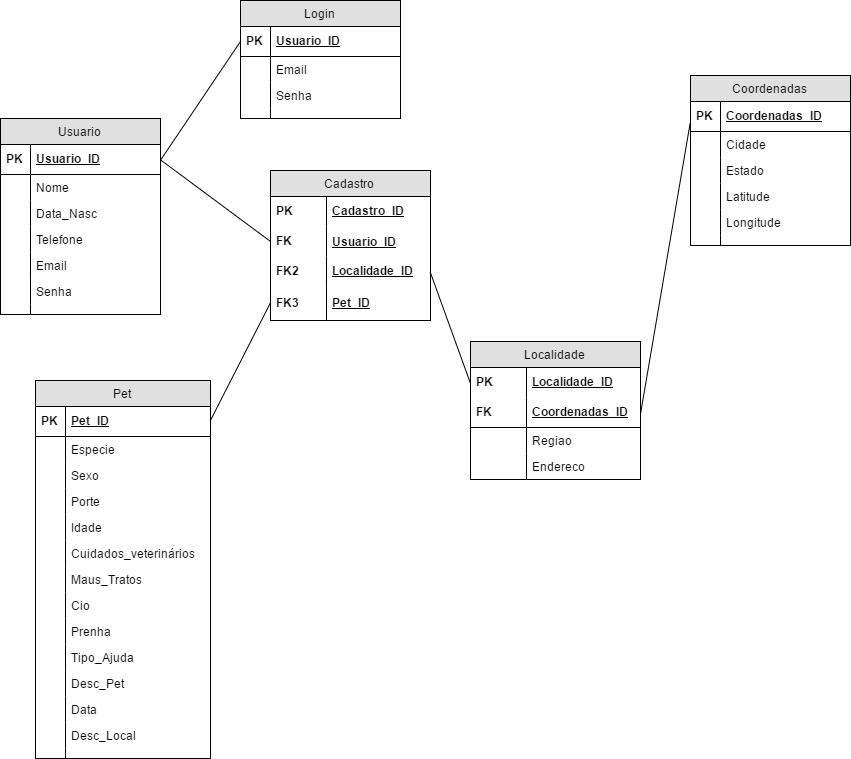 Login
PK Usuario_ID
Email
Senha
Usuario
PK Usuario_ID
Nome
Data_Nasc
Telefone
Email
Senha
Cadastro
PK Cadastro_ID
FK Usuario_ID
FK2 Localidade_ID
FK3 Pet_ID
Coordenadas
PK Coordenadas_ID
Cidade
Estado
Latitude
Longitude
Localidade
PK Localidade_ID
FK Coordenadas_ID
Regiao
Endereco
Pet
PK Pet_ID
Especie
Sexo
Porte
Idade
Cuidados_veterinários
Maus_Tratos
Cio
Prenha
Tipo_Ajuda
Desc_Pet
Data
Desc_Local